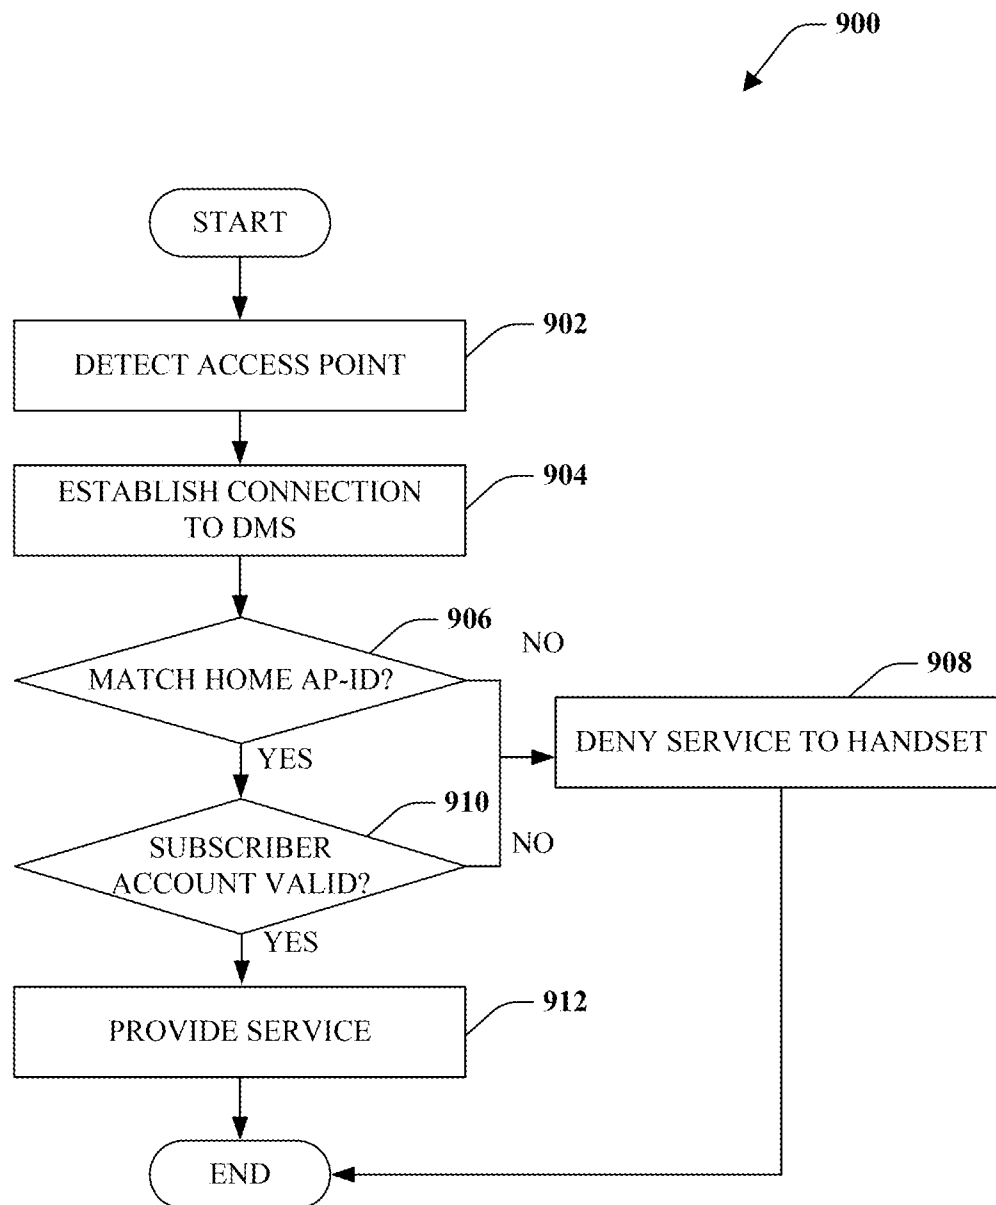 900
START
902
DETECT ACCESS POINT
904
ESTABLISH CONNECTION
TO DMS
906
NO
MATCH HOME AP-ID?
908
DENY SERVICE TO HANDSET
YES
910
NO
SUBSCRIBER
ACCOUNT VALID?
YES
912
PROVIDE SERVICE
END